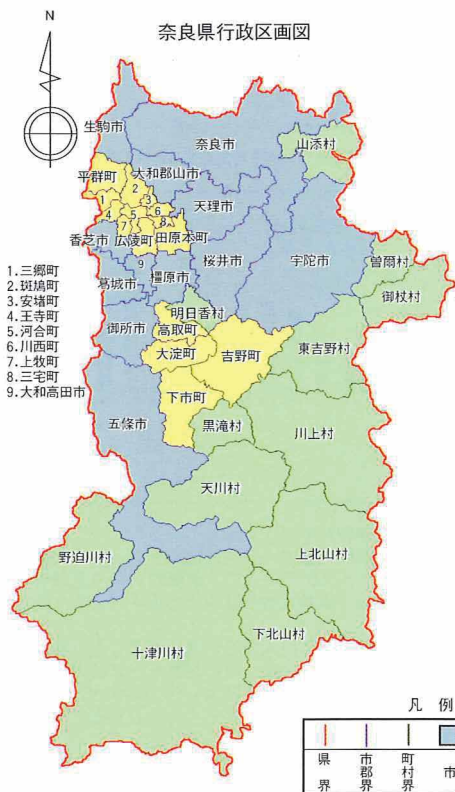 奈良県行政区画図
N
生駒市
奈良市
山添村
平群町
大和郡山市
天理市
1
2
3
4
5
6
7
8
広陵町
田原本町
香芝市
9
橿原市
桜井市
宇陀市
曽爾村
御杖村
葛城市
明日香村
御所市
高取町
大淀町
吉野町
東吉野村
下市町
五條市
黒滝村
川上村
天川村
野迫川村
上北山村
下北山村
十津川村
1. 三郷町
2. 斑鳩町
3. 安堵町
4. 王寺町
5. 河合町
6. 川西町
7. 上牧町
8. 三宅町
9. 大和高田市
凡 例
県界
市郡界
町村界
市